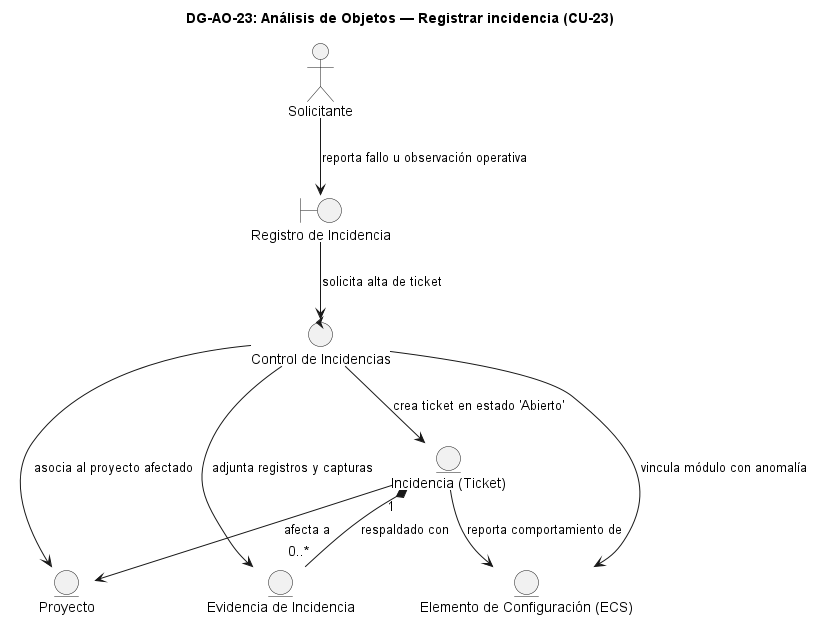 DG-AO-23: Análisis de Objetos — Registrar incidencia (CU-23)
Solicitante
reporta fallo u observación operativa
Registro de Incidencia
solicita alta de ticket
Control de Incidencias
crea ticket en estado 'Abierto'
asocia al proyecto afectado
adjunta registros y capturas
vincula módulo con anomalía
Incidencia (Ticket)
1
afecta a
respaldado con
reporta comportamiento de
0..*
Proyecto
Evidencia de Incidencia
Elemento de Configuración (ECS)